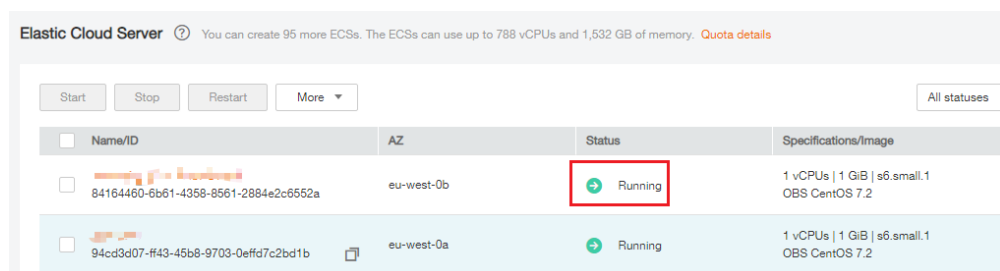 Elastic Cloud Server ? You can create 95 more ECSs. The ECSs can use up to 788 vCPUs and 1,532 GB of memory. Quota details
Start Stop Restart More All statuses
Name/ID AZ Status Specifications/Image
84164460-6b61-4358-8561-2884e2c6552a eu-west-0b Running 1 vCPUs | 1 GiB | s6.small.1
OBS CentOS 7.2
94cd3d07-ff43-45b8-9703-0effd7c2bd1b eu-west-0a Running 1 vCPUs | 1 GiB | s6.small.1
OBS CentOS 7.2